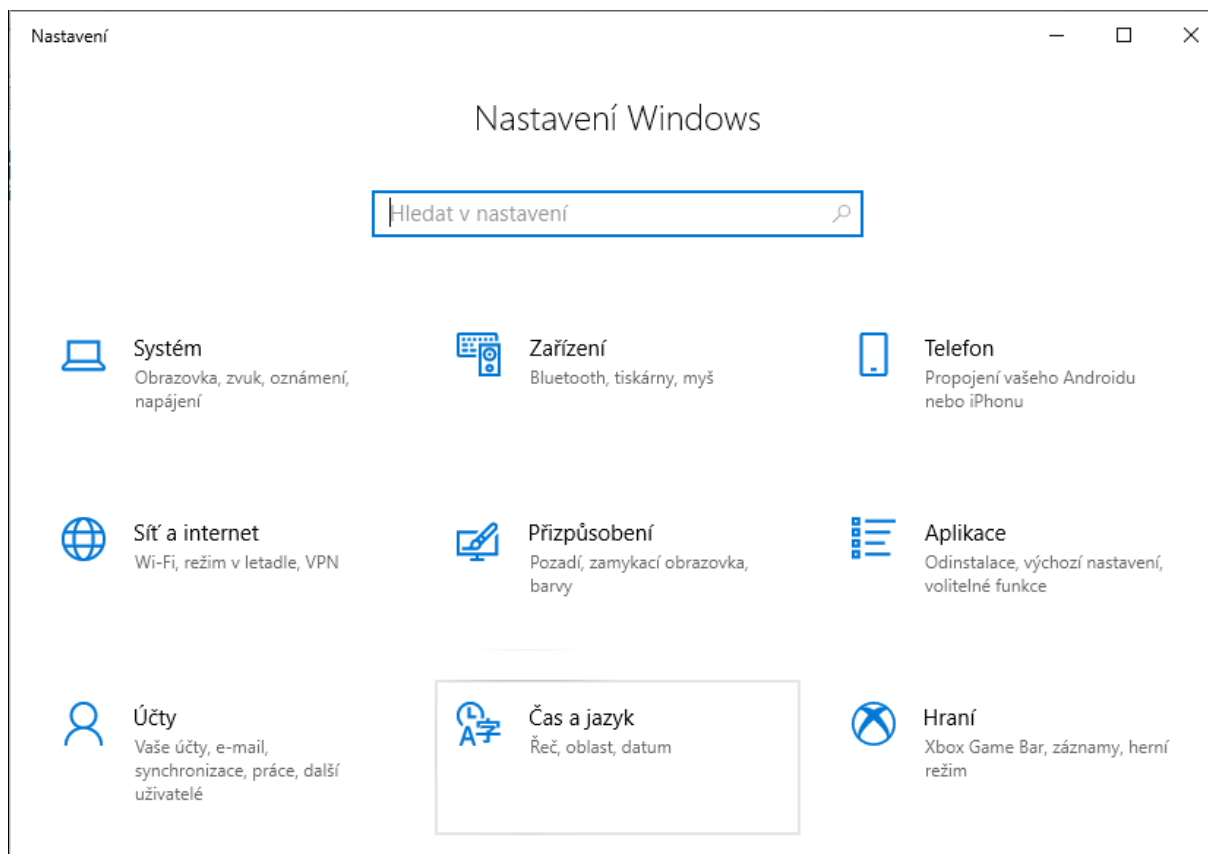 Nastavení
Nastavení Windows
Hledat v nastavení
Systém
Obrazovka, zvuk, oznámení,
napájení
Zařízení
Bluetooth, tiskárny, myš
Telefon
Propojení vašeho Androidu
nebo iPhonu
Síť a internet
Wi-Fi, režim v letadle, VPN
Přizpůsobení
Pozadí, zamykací obrazovka,
barvy
Aplikace
Odinstalace, výchozí nastavení,
volitelné funkce
Účty
Vaše účty, e-mail,
synchronizace, práce, další
uživatelé
Čas a jazyk
Řeč, oblast, datum
Hraní
Xbox Game Bar, záznamy, herní
režim